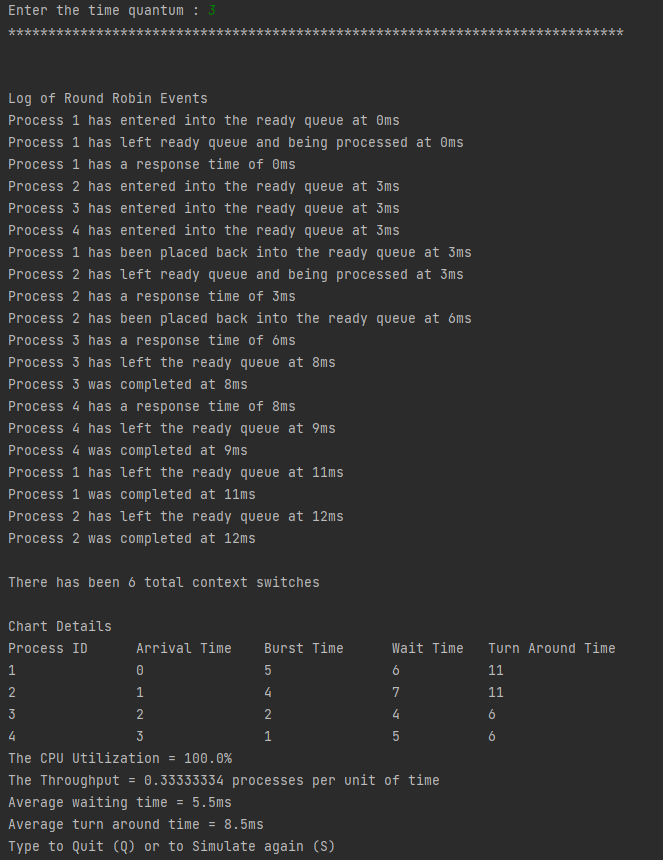 Enter the time quantum : 3
*****************************************************************************
Log of Round Robin Events
Process 1 has entered into the ready queue at 0ms
Process 1 has left ready queue and being processed at 0ms
Process 1 has a response time of 0ms
Process 2 has entered into the ready queue at 3ms
Process 3 has entered into the ready queue at 3ms
Process 4 has entered into the ready queue at 3ms
Process 1 has been placed back into the ready queue at 3ms
Process 2 has left ready queue and being processed at 3ms
Process 2 has a response time of 3ms
Process 2 has been placed back into the ready queue at 6ms
Process 3 has a response time of 6ms
Process 3 has left the ready queue at 8ms
Process 3 was completed at 8ms
Process 4 has a response time of 8ms
Process 4 has left the ready queue at 9ms
Process 4 was completed at 9ms
Process 1 has left the ready queue at 11ms
Process 1 was completed at 11ms
Process 2 has left the ready queue at 12ms
Process 2 was completed at 12ms
There has been 6 total context switches
Chart Details
Process ID      Arrival Time    Burst Time      Wait Time   Turn Around Time
1               0               5               6           11
2               1               4               7           11
3               2               2               4           6
4               3               1               5           6
The CPU Utilization = 100.0%
The Throughput = 0.33333334 processes per unit of time
Average waiting time = 5.5ms
Average turn around time = 8.5ms
Type to Quit (Q) or to Simulate again (S)